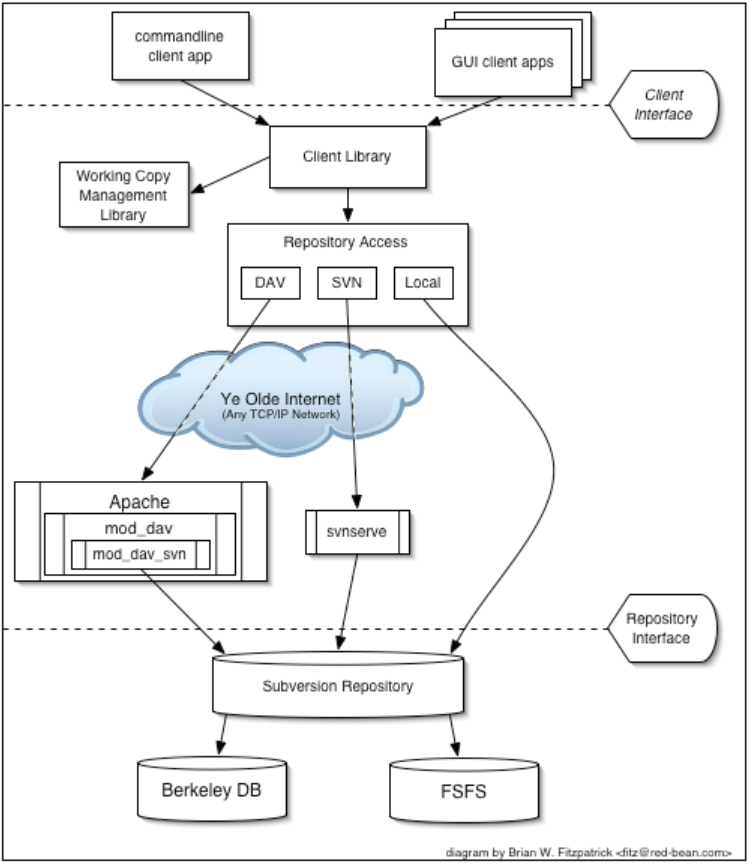 commandline
client app
GUI client apps
Client
Interface
Client Library
Working Copy
Management
Library
Repository Access
DAV
SVN
Local
Ye Olde Internet
(Any TCP/IP Network)
Apache
mod_dav
mod_dav_svn
svnserve
Repository
Interface
Subversion Repository
Berkeley DB
FSFS
diagram by Brian W. Fitzpatrick <fitz@red-bean.com>